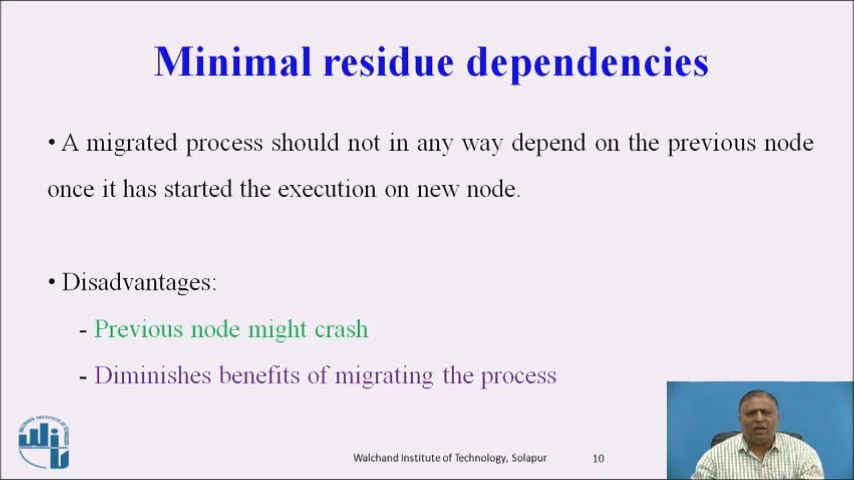 Minimal residue dependencies
• A migrated process should not in any way depend on the previous node
once it has started the execution on new node.
• Disadvantages:
- Previous node might crash
- Diminishes benefits of migrating the process
Walchand Institute of Technology, Solapur
10